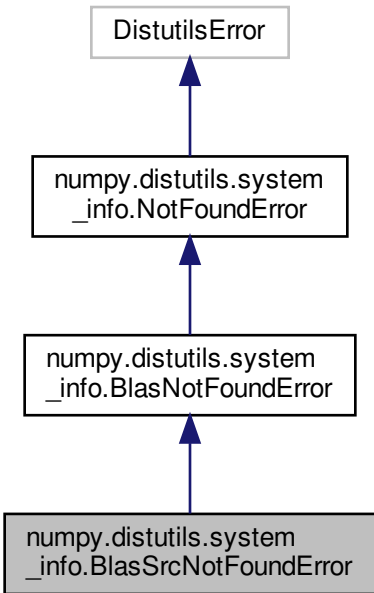 DistutilsError
numpy.distutils.system
_info.NotFoundError
numpy.distutils.system
_info.BlasNotFoundError
numpy.distutils.system
_info.BlasSrcNotFoundError